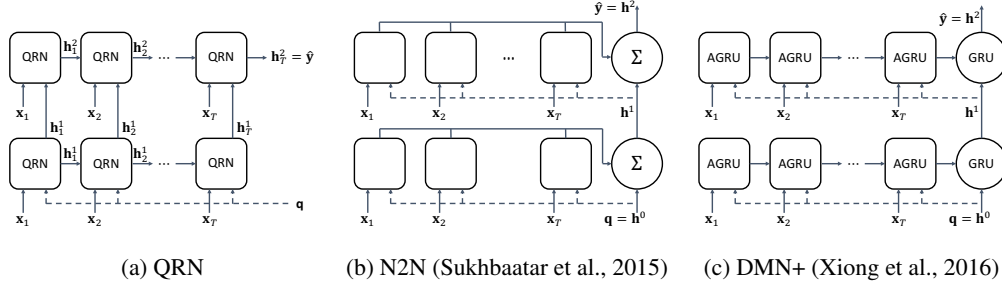 QRN QRN ... QRN
𝐡₁² 𝐡₂² 𝐡_T² = ŷ
𝐱₁ 𝐱₂ 𝐱_T
𝐡₁¹ 𝐡₂¹ 𝐡_T¹
QRN QRN ... QRN
𝐡₁¹ 𝐡₂¹
𝐱₁ 𝐱₂ 𝐱_T q
(a) QRN
ŷ = 𝐡²
... Σ
𝐱₁ 𝐱₂ 𝐱_T 𝐡¹
Σ
𝐱₁ 𝐱₂ 𝐱_T 𝐪 = 𝐡⁰
(b) N2N (Sukhbaatar et al., 2015)
ŷ = 𝐡²
AGRU AGRU ... AGRU GRU
𝐱₁ 𝐱₂ 𝐱_T 𝐡¹
AGRU AGRU ... AGRU GRU
𝐱₁ 𝐱₂ 𝐱_T 𝐪 = 𝐡⁰
(c) DMN+ (Xiong et al., 2016)